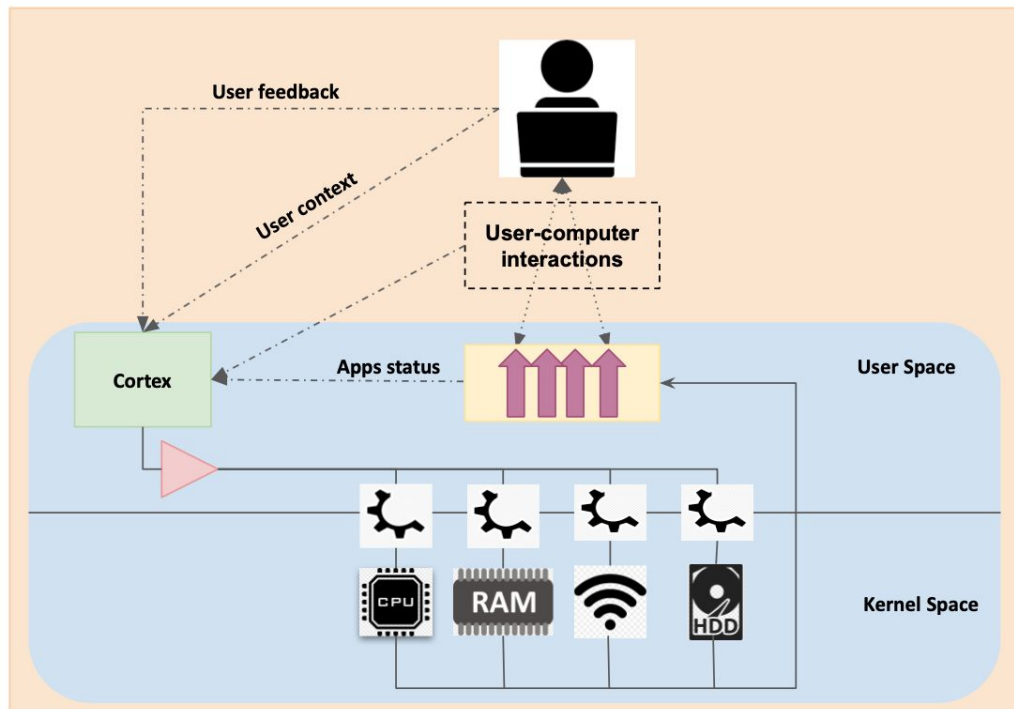 User feedback
User context
User-computer
interactions
Cortex
Apps status
User Space
CPU
RAM
HDD
Kernel Space